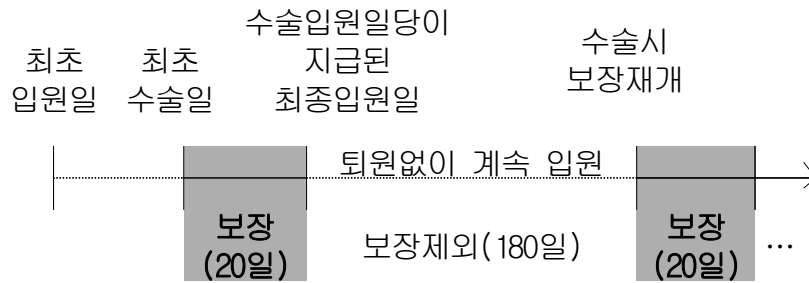 최초
입원일
최초
수술일
수술입원일당이
지급된
최종입원일
수술시
보장재개
퇴원없이 계속 입원
보장
(20일)
보장제외(180일)
보장
(20일)
…